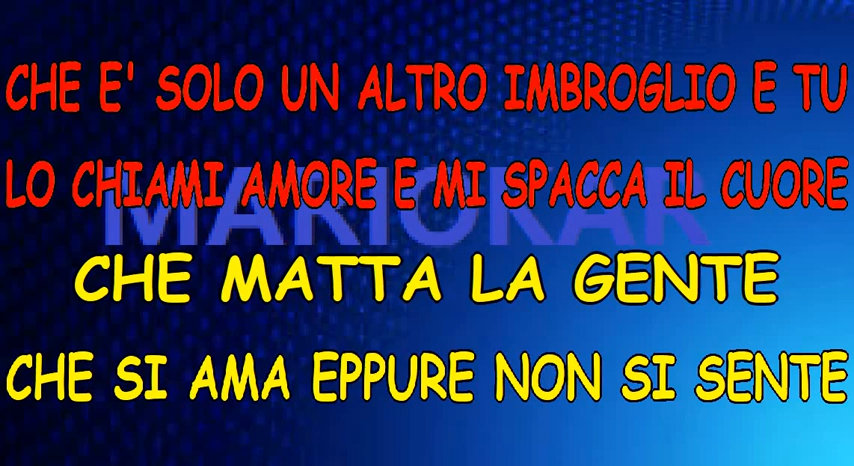 CHE E' SOLO UN ALTRO IMBROGLIO E TU
LO CHIAMI AMORE E MI SPACCA IL CUORE
MARIOKAR
CHE MATTA LA GENTE
CHE SI AMA EPPURE NON SI SENTE